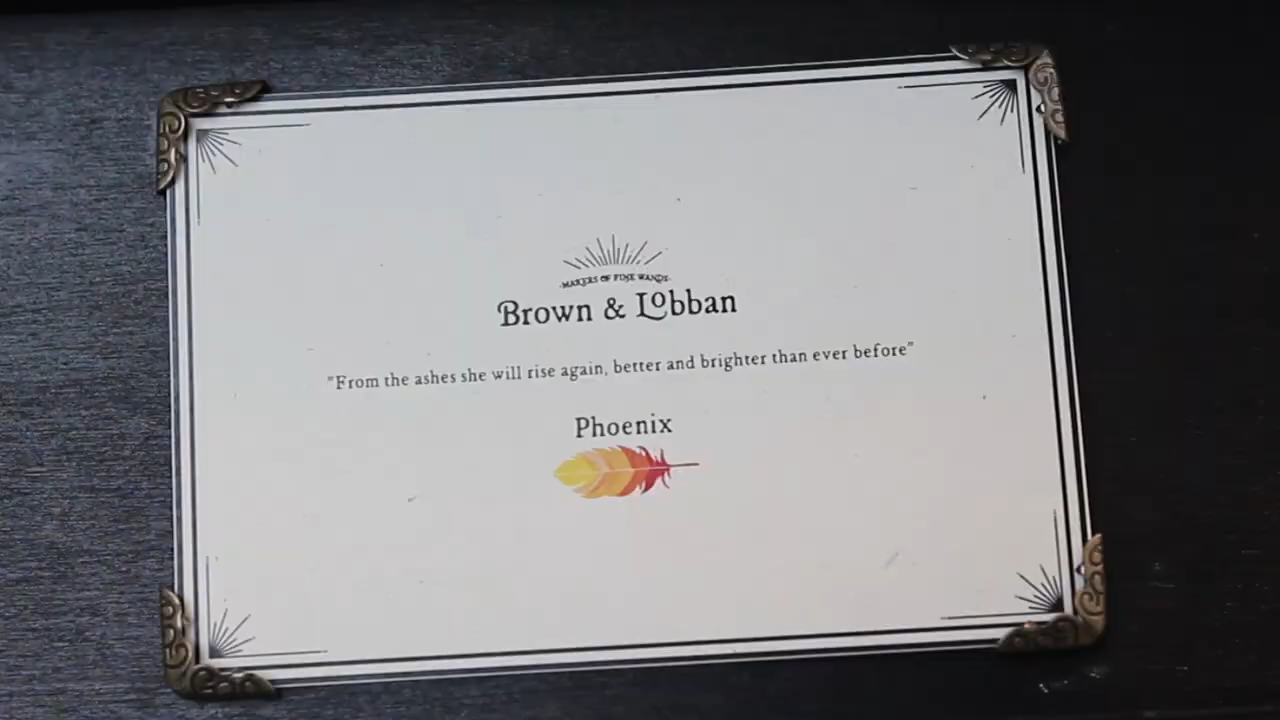 ·MAKERS OF FINE WANDS·
Brown & Lobban
"From the ashes she will rise again, better and brighter than ever before"
Phoenix